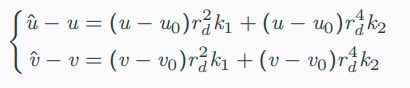 û − u = (u − u₀)r_d²k₁ + (u − u₀)r_d⁴k₂
v̂ − v = (v − v₀)r_d²k₁ + (v − v₀)r_d⁴k₂